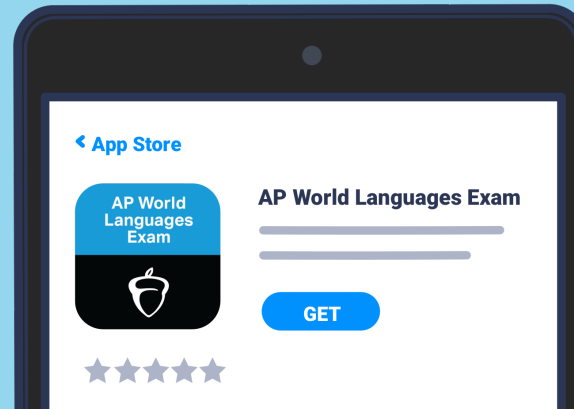 App Store
AP World
Languages
Exam
AP World Languages Exam
GET